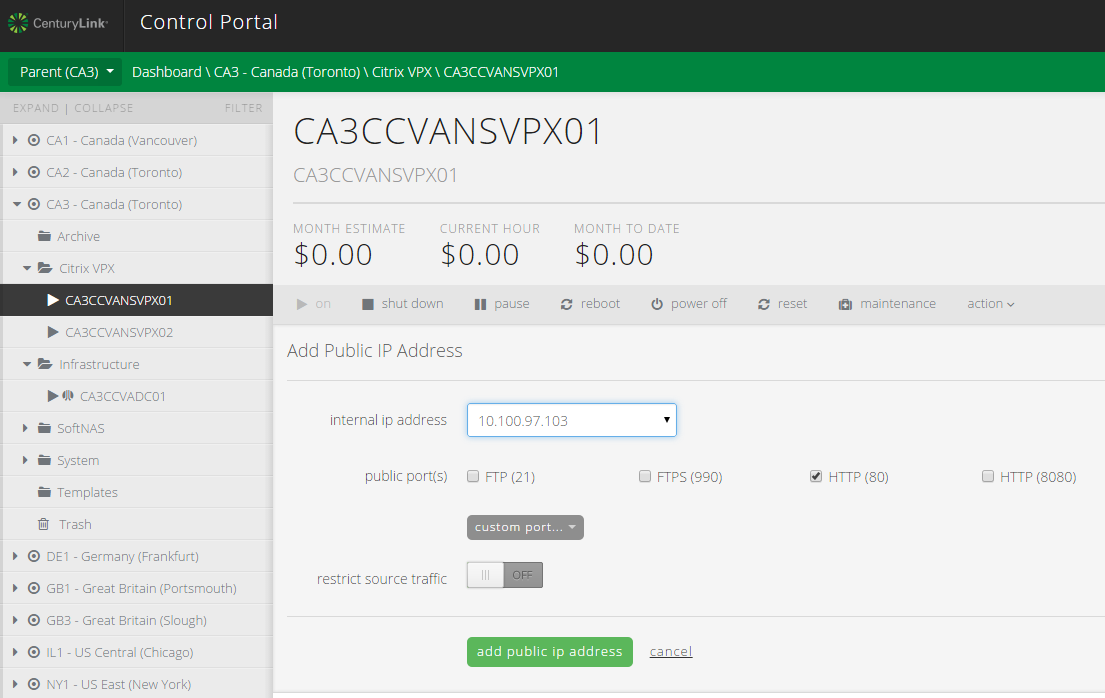 CenturyLink
Control Portal
Parent (CA3) Dashboard \ CA3 - Canada (Toronto) \ Citrix VPX \ CA3CCVANSVPX01
EXPAND | COLLAPSE FILTER
CA1 - Canada (Vancouver)
CA2 - Canada (Toronto)
CA3 - Canada (Toronto)
Archive
Citrix VPX
CA3CCVANSVPX01
CA3CCVANSVPX02
Infrastructure
CA3CCVADC01
SoftNAS
System
Templates
Trash
DE1 - Germany (Frankfurt)
GB1 - Great Britain (Portsmouth)
GB3 - Great Britain (Slough)
IL1 - US Central (Chicago)
NY1 - US East (New York)
CA3CCVANSVPX01
CA3CCVANSVPX01
MONTH ESTIMATE CURRENT HOUR MONTH TO DATE
$0.00 $0.00 $0.00
on shut down pause reboot power off reset maintenance action
Add Public IP Address
internal ip address 10.100.97.103
public port(s) FTP (21) FTPS (990) HTTP (80) HTTP (8080)
custom port...
restrict source traffic OFF
add public ip address cancel